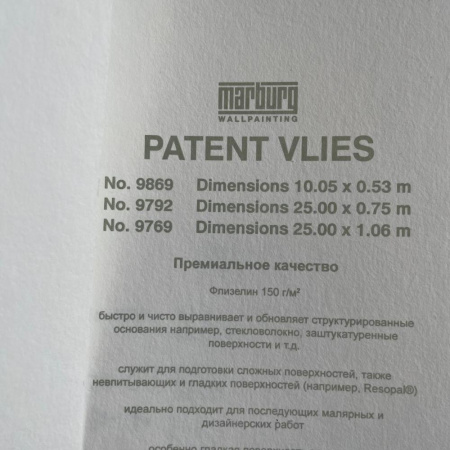 marburg
WALLPAINTING
PATENT VLIES
No. 9869 Dimensions 10.05 x 0.53 m
No. 9792 Dimensions 25.00 x 0.75 m
No. 9769 Dimensions 25.00 x 1.06 m
Премиальное качество
Флизелин 150 г/м²
быстро и чисто выравнивает и обновляет структурированные
основания например, стекловолокно, заштукатуренные
поверхности и т.д.
служит для подготовки сложных поверхностей, также
невпитывающих и гладких поверхностей (например, Resopal®)
идеально подходит для последующих малярных и
дизайнерских работ
особенно гладкая